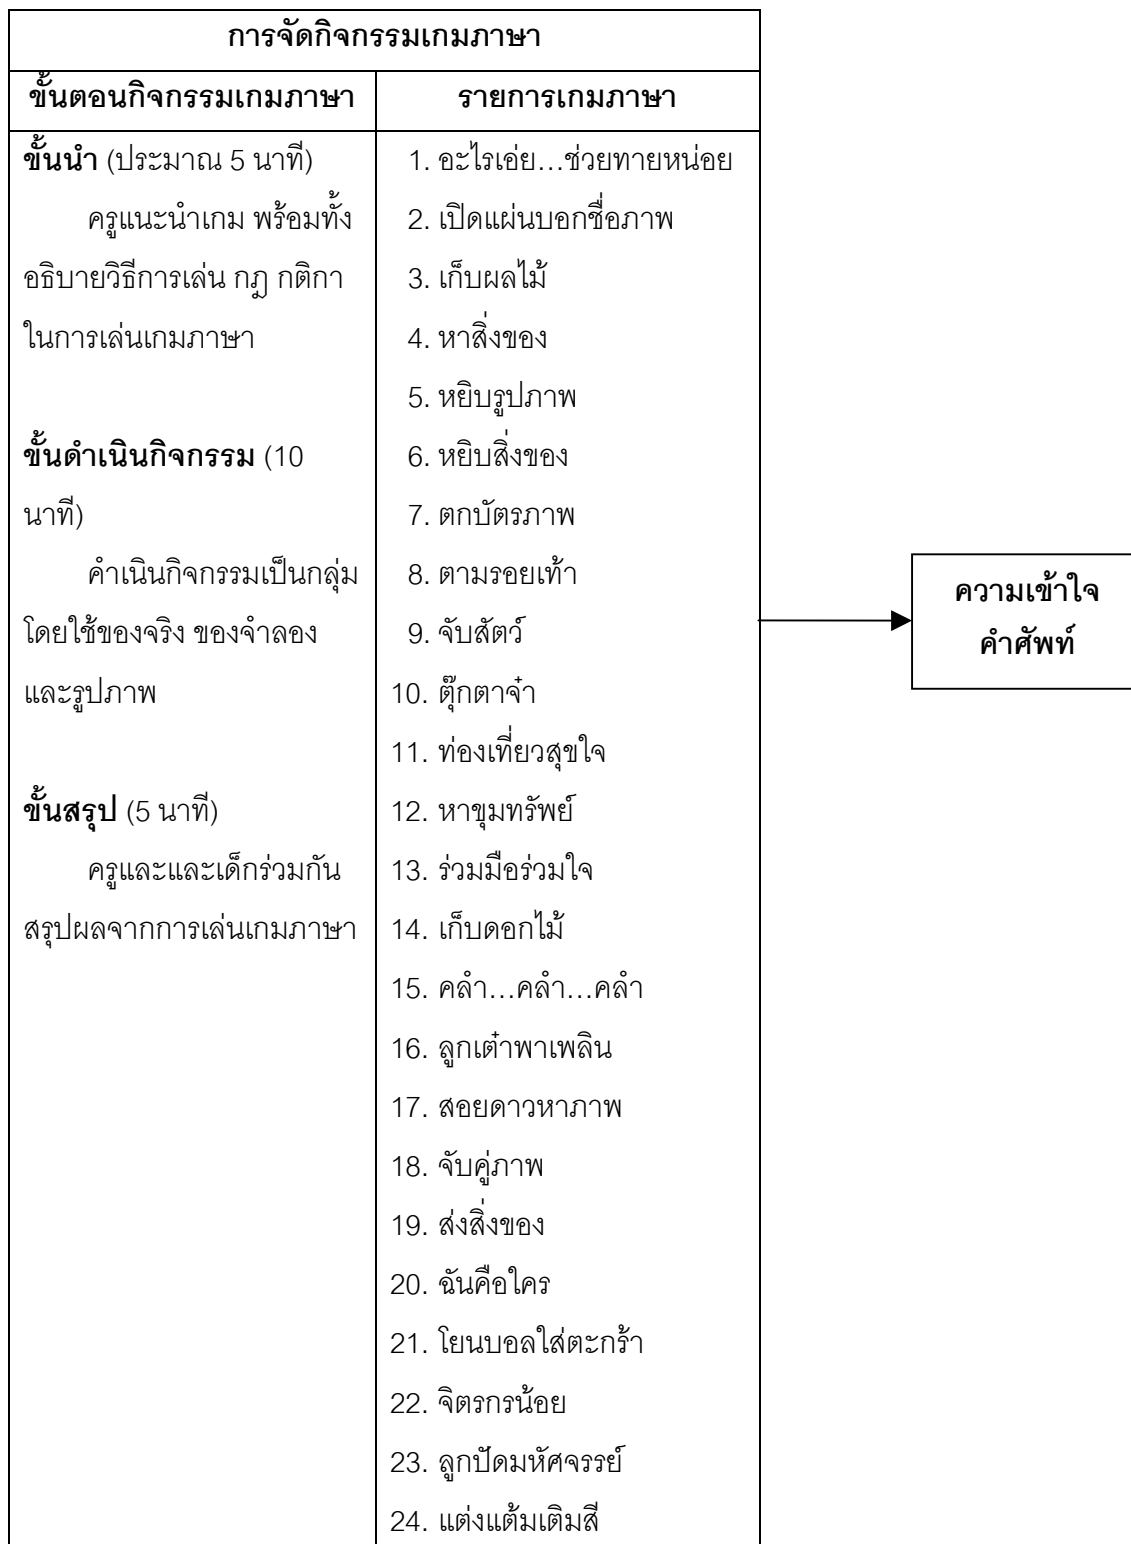 การจัดกิจกรรมเกมภาษา
ขั้นตอนกิจกรรมเกมภาษา
ขั้นนำ (ประมาณ 5 นาที)
ครูแนะนำเกม พร้อมทั้ง
อธิบายวิธีการเล่น กฎ กติกา
ในการเล่นเกมภาษา
ขั้นดำเนินกิจกรรม (10
นาที)
คำเนินกิจกรรมเป็นกลุ่ม
โดยใช้ของจริง ของจำลอง
และรูปภาพ
ขั้นสรุป (5 นาที)
ครูและและเด็กร่วมกัน
สรุปผลจากการเล่นเกมภาษา
รายการเกมภาษา
1. อะไรเอ่ย...ช่วยทายหน่อย
2. เปิดแผ่นบอกชื่อภาพ
3. เก็บผลไม้
4. หาสิ่งของ
5. หยิบรูปภาพ
6. หยิบสิ่งของ
7. ตกบัตรภาพ
8. ตามรอยเท้า
9. จับสัตว์
10. ตุ๊กตาจ๋า
11. ท่องเที่ยวสุขใจ
12. หาขุมทรัพย์
13. ร่วมมือร่วมใจ
14. เก็บดอกไม้
15. คลำ...คลำ...คลำ
16. ลูกเต๋าพาเพลิน
17. สอยดาวหาภาพ
18. จับคู่ภาพ
19. ส่งสิ่งของ
20. ฉันคือใคร
21. โยนบอลใส่ตะกร้า
22. จิตรกรน้อย
23. ลูกปัดมหัศจรรย์
24. แต่งแต้มเติมสี
ความเข้าใจ
คำศัพท์